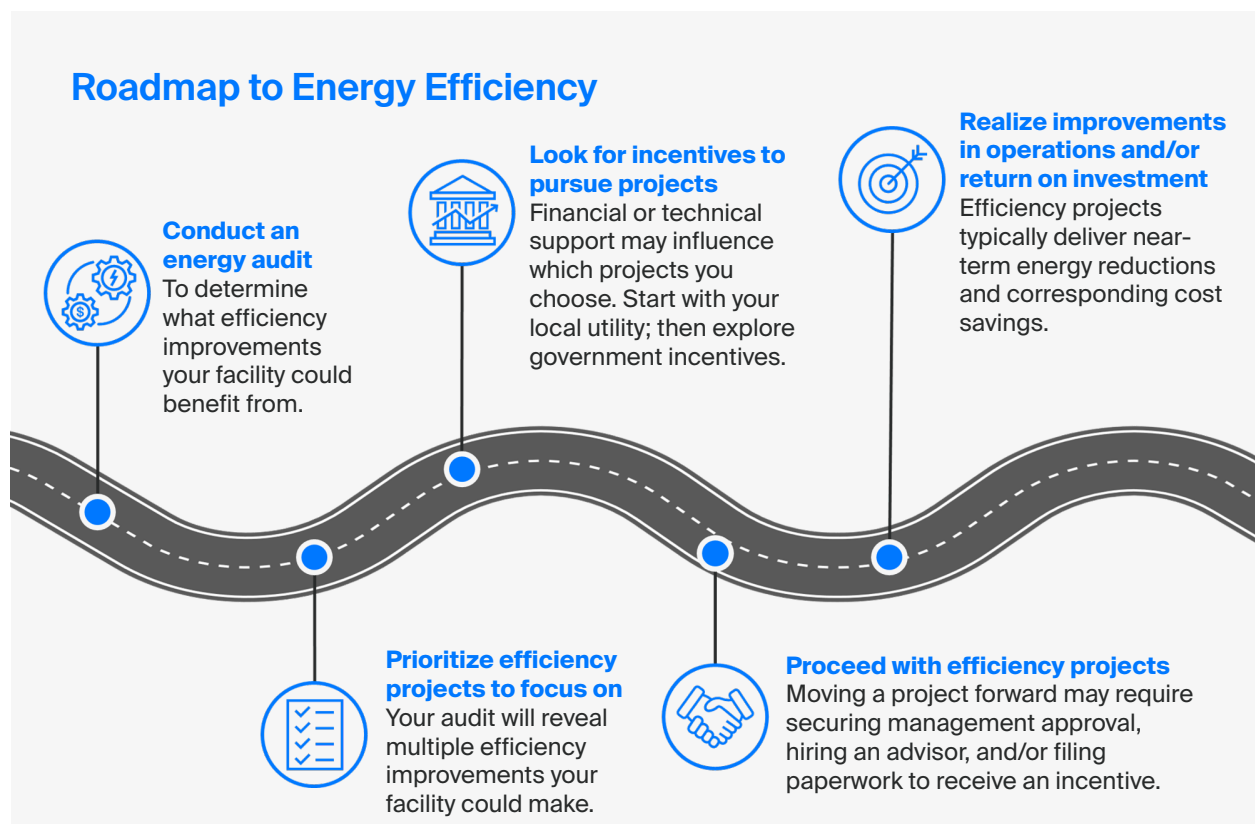 Roadmap to Energy Efficiency
Conduct an
energy audit
To determine
what efficiency
improvements
your facility could
benefit from.
$
Prioritize efficiency
projects to focus on
Your audit will reveal
multiple efficiency
improvements your
facility could make.
Look for incentives to
pursue projects
Financial or technical
support may influence
which projects you
choose. Start with your
local utility; then explore
government incentives.
Proceed with efficiency projects
Moving a project forward may require
securing management approval,
hiring an advisor, and/or filing
paperwork to receive an incentive.
Realize improvements
in operations and/or
return on investment
Efficiency projects
typically deliver near-
term energy reductions
and corresponding cost
savings.